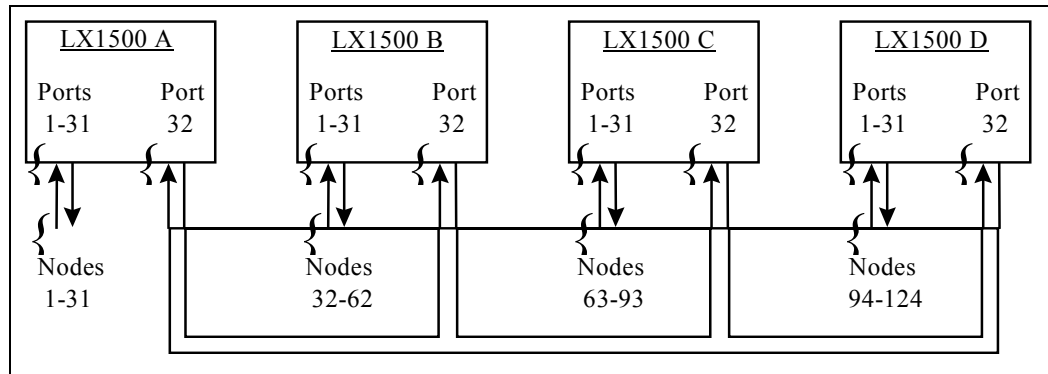 LX1500 A
Ports Port
1-31 32
Nodes
1-31
LX1500 B
Ports Port
1-31 32
Nodes
32-62
LX1500 C
Ports Port
1-31 32
Nodes
63-93
LX1500 D
Ports Port
1-31 32
Nodes
94-124